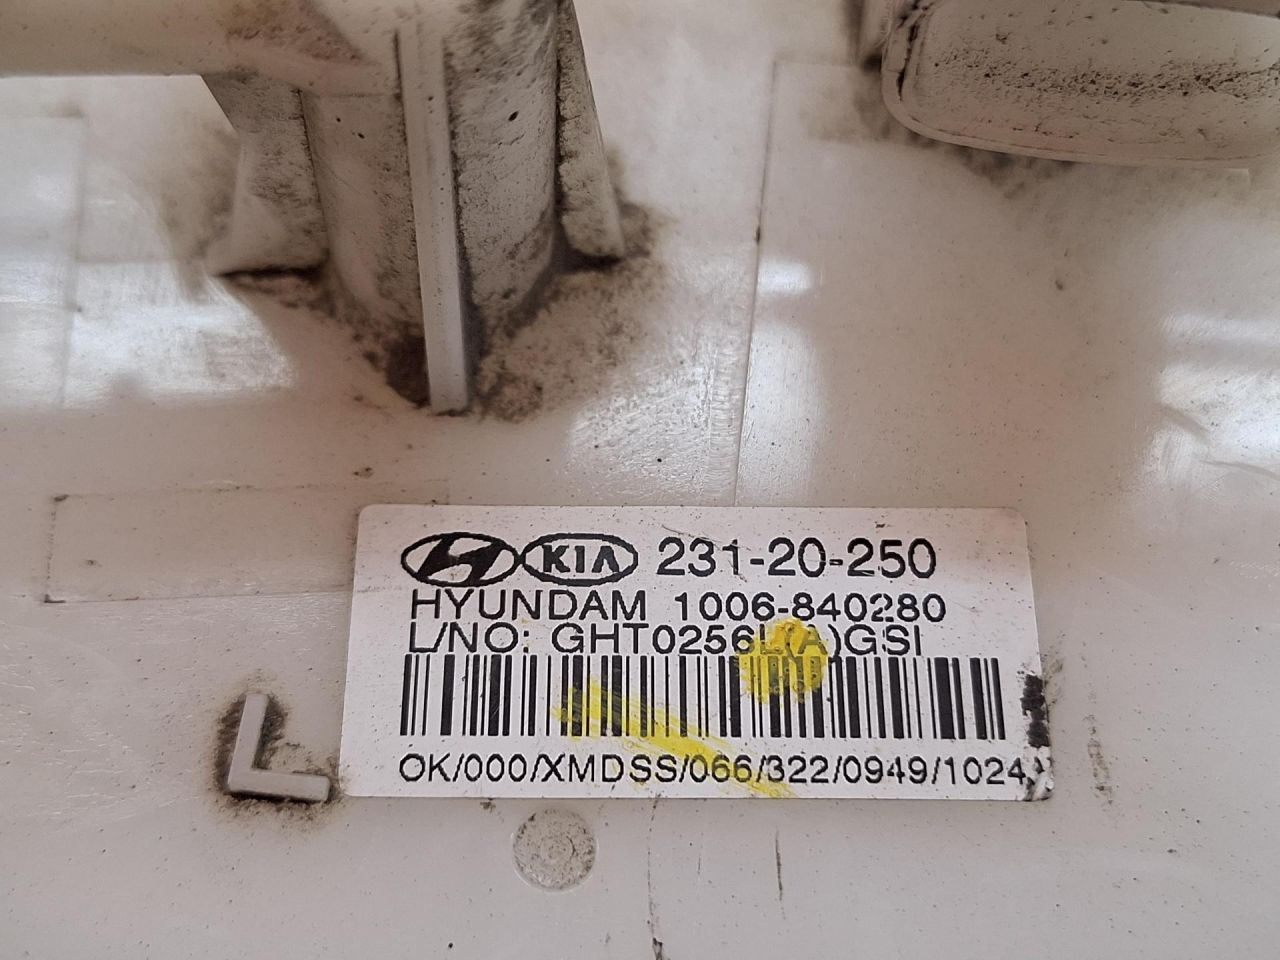 KIA 231-20-250
HYUNDAM 1006-840280
L/NO: GHT0256L(A)GSI
OK/000/XMDSS/066/322/0949/1024
L